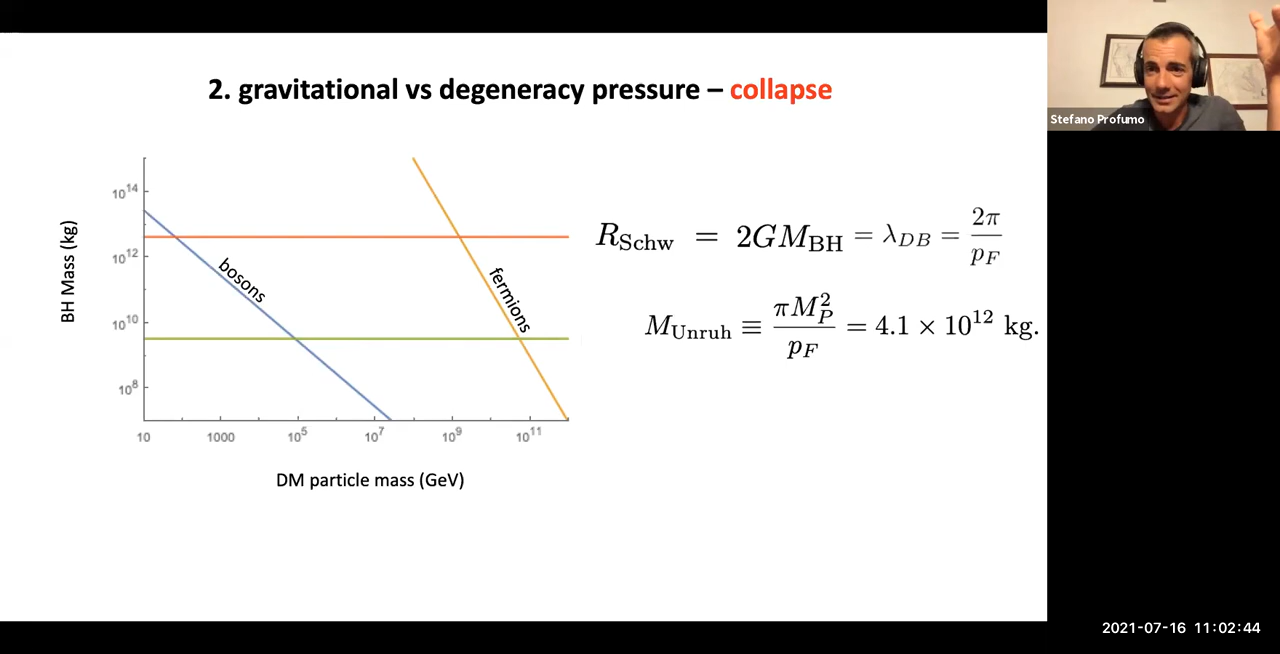 2. gravitational vs degeneracy pressure – collapse
Stefano Profumo
BH Mass (kg)
10^14
10^12
10^10
10^8
bosons
fermions
10 1000 10^5 10^7 10^9 10^11
DM particle mass (GeV)
R_Schw = 2GM_BH = λ_DB = 2π/p_F
M_Unruh ≡ πM_P^2/p_F = 4.1 × 10^12 kg.
2021-07-16 11:02:44